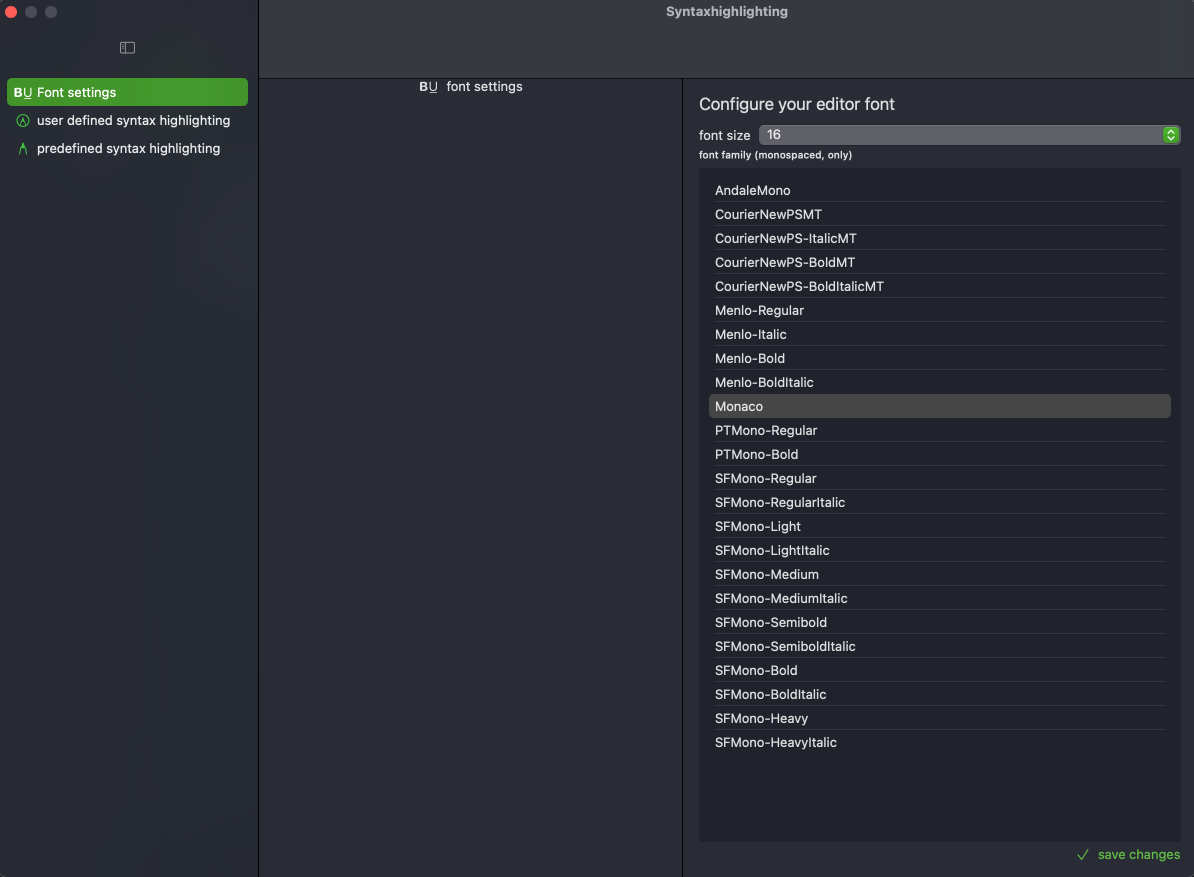 Syntaxhighlighting
BU Font settings
user defined syntax highlighting
predefined syntax highlighting
BU font settings
Configure your editor font
font size 16
font family (monospaced, only)
AndaleMono
CourierNewPSMT
CourierNewPS-ItalicMT
CourierNewPS-BoldMT
CourierNewPS-BoldItalicMT
Menlo-Regular
Menlo-Italic
Menlo-Bold
Menlo-BoldItalic
Monaco
PTMono-Regular
PTMono-Bold
SFMono-Regular
SFMono-RegularItalic
SFMono-Light
SFMono-LightItalic
SFMono-Medium
SFMono-MediumItalic
SFMono-Semibold
SFMono-SemiboldItalic
SFMono-Bold
SFMono-BoldItalic
SFMono-Heavy
SFMono-HeavyItalic
save changes